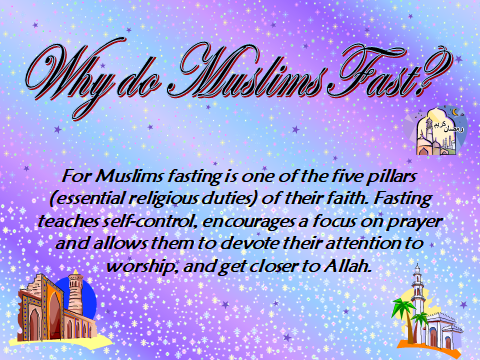 Why do Muslims Fast?
رمضان كريم
For Muslims fasting is one of the five pillars
(essential religious duties) of their faith. Fasting
teaches self-control, encourages a focus on prayer
and allows them to devote their attention to
worship, and get closer to Allah.